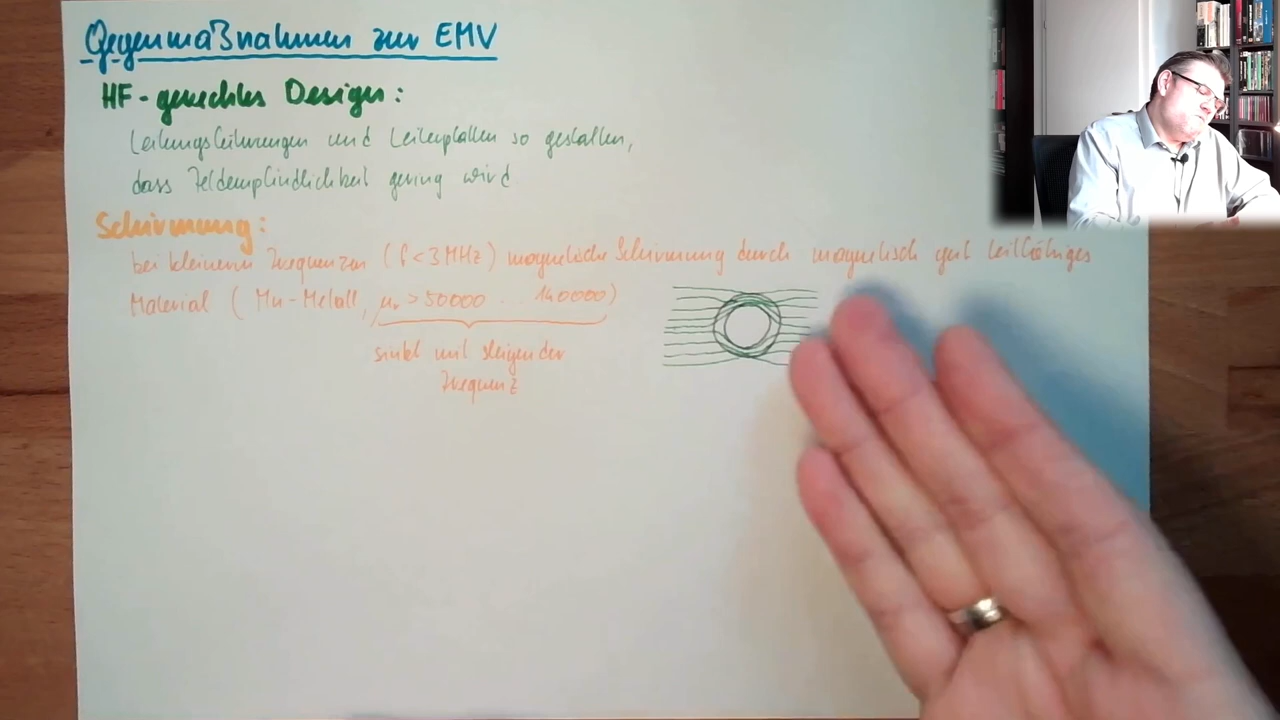 Gegenmaßnahmen zur EMV
HF-gerechtes Design:
Leitungsführungen und Leiterplatten so gestalten,
dass Feldempfindlichkeit gering wird
Schirmung:
bei kleinern Frequenzen (f < 3 MHz) magnetische Schirmung durch magnetisch gut leitfähiges
Material (Mu-Metall, μᵣ > 50000 ... 140000)
sinkt mit steigender
Frequenz